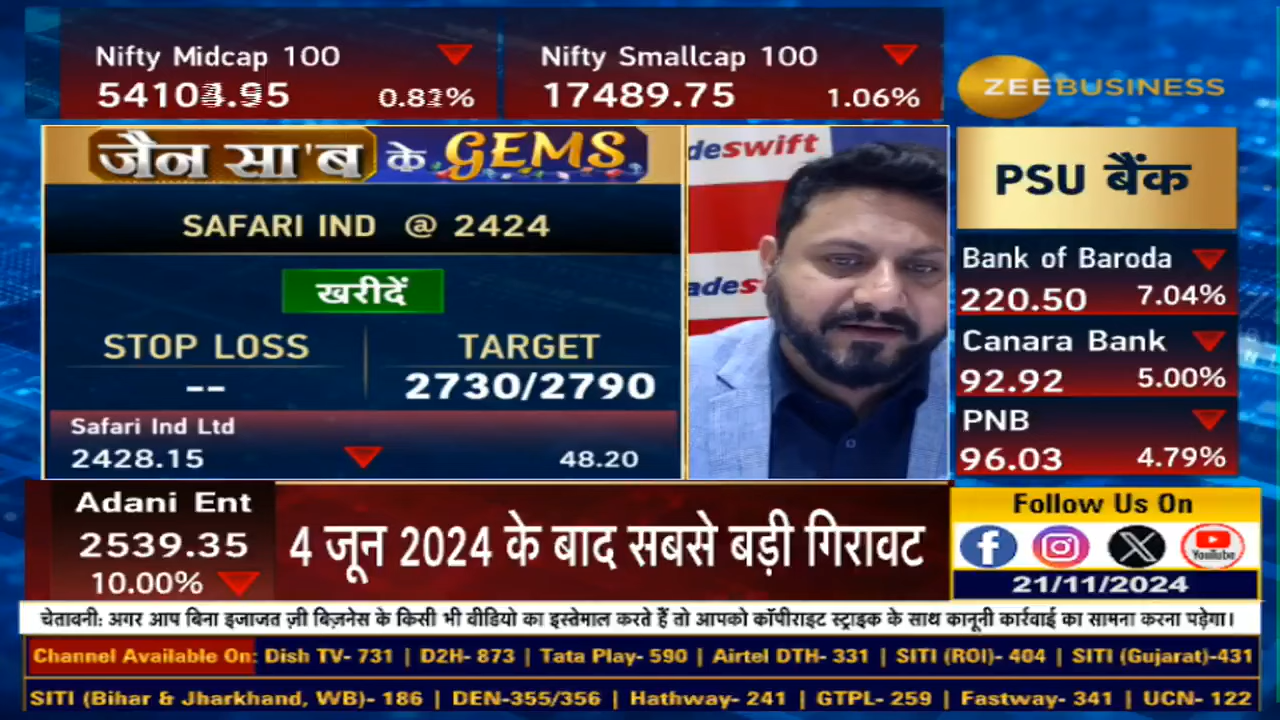 Nifty Midcap 100
0.82%
Nifty Smallcap 100
17489.75 1.06%
ZEEBUSINESS
जैन सा'ब के GEMS
SAFARI IND @ 2424
खरीदें
STOP LOSS TARGET
-- 2730/2790
Safari Ind Ltd
2428.15 48.20
deswift
ades
PSU बैंक
Bank of Baroda
220.50 7.04%
Canara Bank
92.92 5.00%
PNB
96.03 4.79%
Adani Ent
2539.35
10.00%
4 जून 2024 के बाद सबसे बड़ी गिरावट
Follow Us On
YouTube
21/11/2024
चेतावनी: अगर आप बिना इजाजत ज़ी बिज़नेस के किसी भी वीडियो का इस्तेमाल करते हैं तो आपको कॉपीराइट स्ट्राइक के साथ कानूनी कार्रवाई का सामना करना पड़ेगा।
Channel Available On: Dish TV- 731 | D2H- 873 | Tata Play- 590 | Airtel DTH- 331 | SITI (ROI)- 404 | SITI (Gujarat)-431
SITI (Bihar & Jharkhand, WB)- 186 | DEN-355/356 | Hathway- 241 | GTPL- 259 | Fastway- 341 | UCN- 122